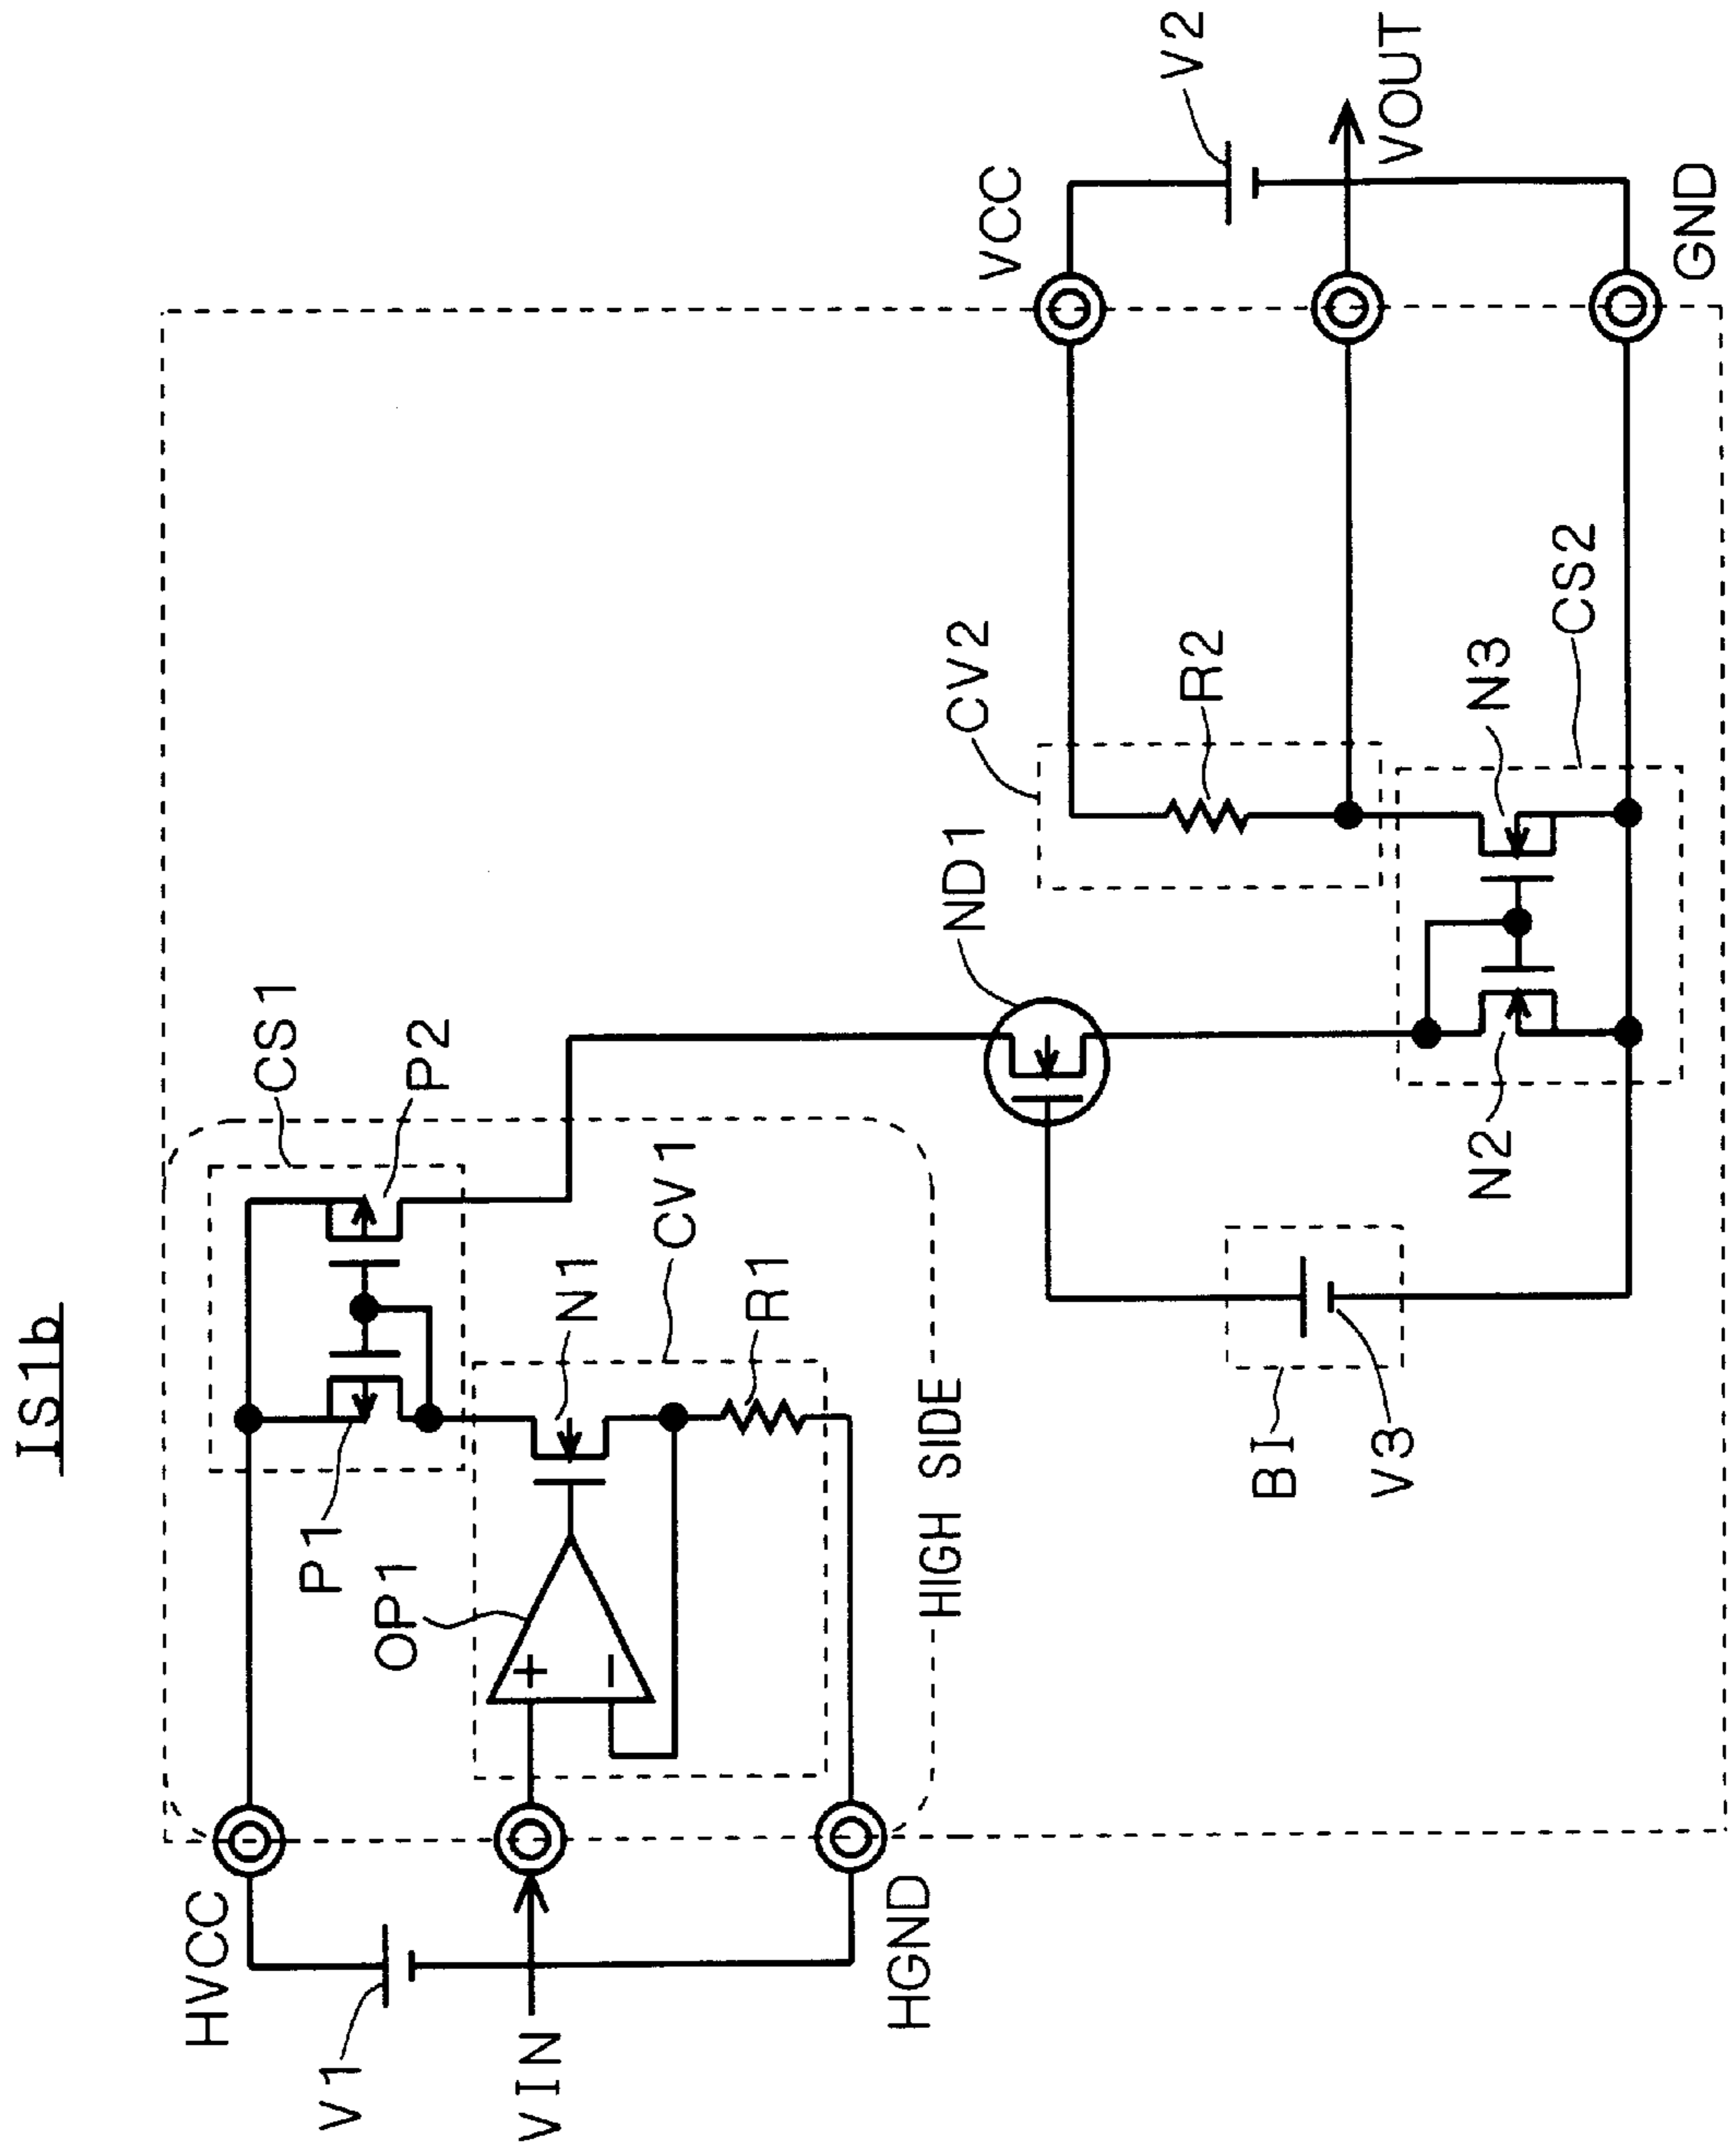 IS1b
HVCC
V1
VIN
HGND
P1
OP1
+
−
CS1
P2
N1
CV1
R1
HIGH SIDE
BI
V3
ND1
CV2
R2
N2
N3
CS2
VCC
V2
VOUT
GND